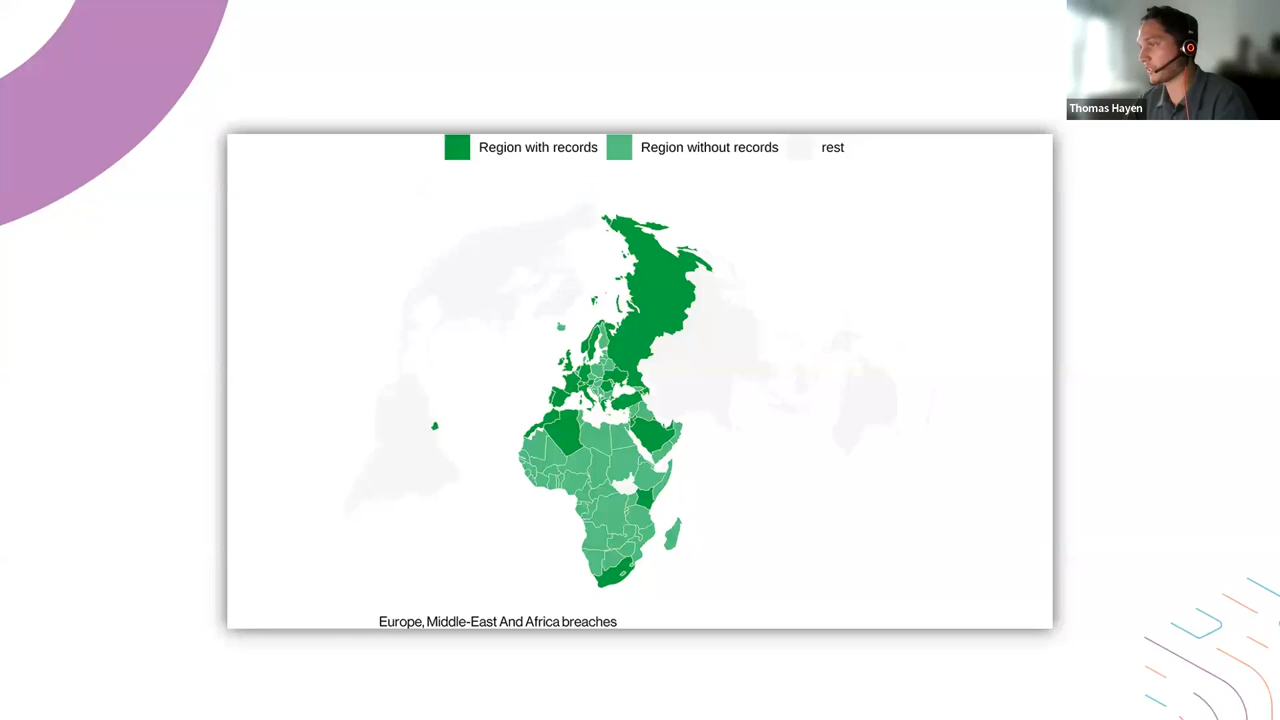 Thomas Hayen
Region with records Region without records rest
Europe, Middle-East And Africa breaches